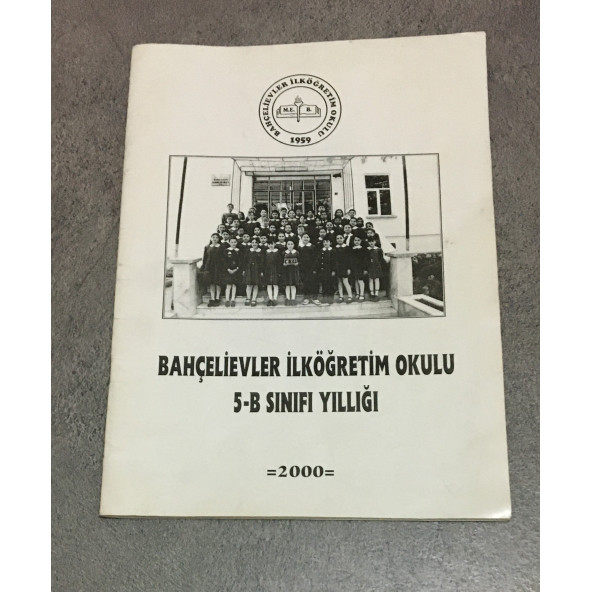 BAHÇELİEVLER İLKÖĞRETİM OKULU
M.E. B.
1959
BAHÇELİEVLER İLKÖĞRETİM OKULU
5-B SINIFI YILLIĞI
=2000=